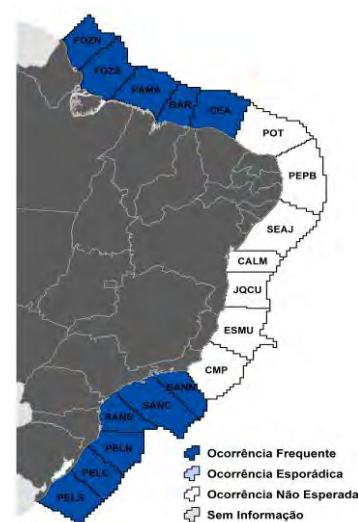 FOZN
FOZS
PAMA
BAR
CEA
POT
PEPB
SEAJ
CALM
JQCU
ESMU
CMP
SANN
SANC
SANS
PELN
PELC
PELS
Ocorrência Frequente
Ocorrência Esporádica
Ocorrência Não Esperada
Sem Informação